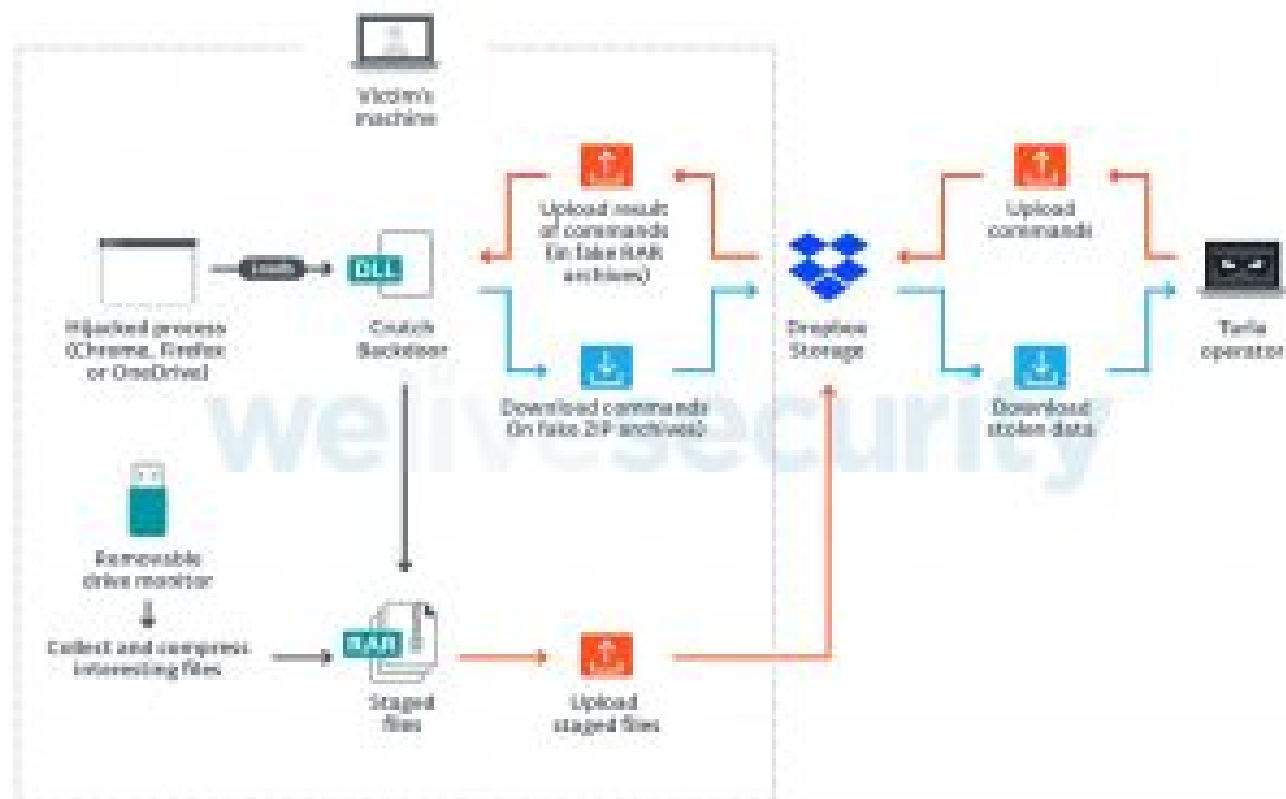 Victim's
machine
Upload result
of commands
(in fake RAR
archives)
Upload
commands
Loads
DLL
Hijacked process
(Chrome, Firefox
or OneDrive)
Crutch
Backdoor
Dropbox
Storage
Turla
operator
Download commands
(in fake ZIP archives)
Download
stolen data
welivesecurity
Removable
drive monitor
Collect and compress
interesting files
RAR
Staged
files
Upload
staged files